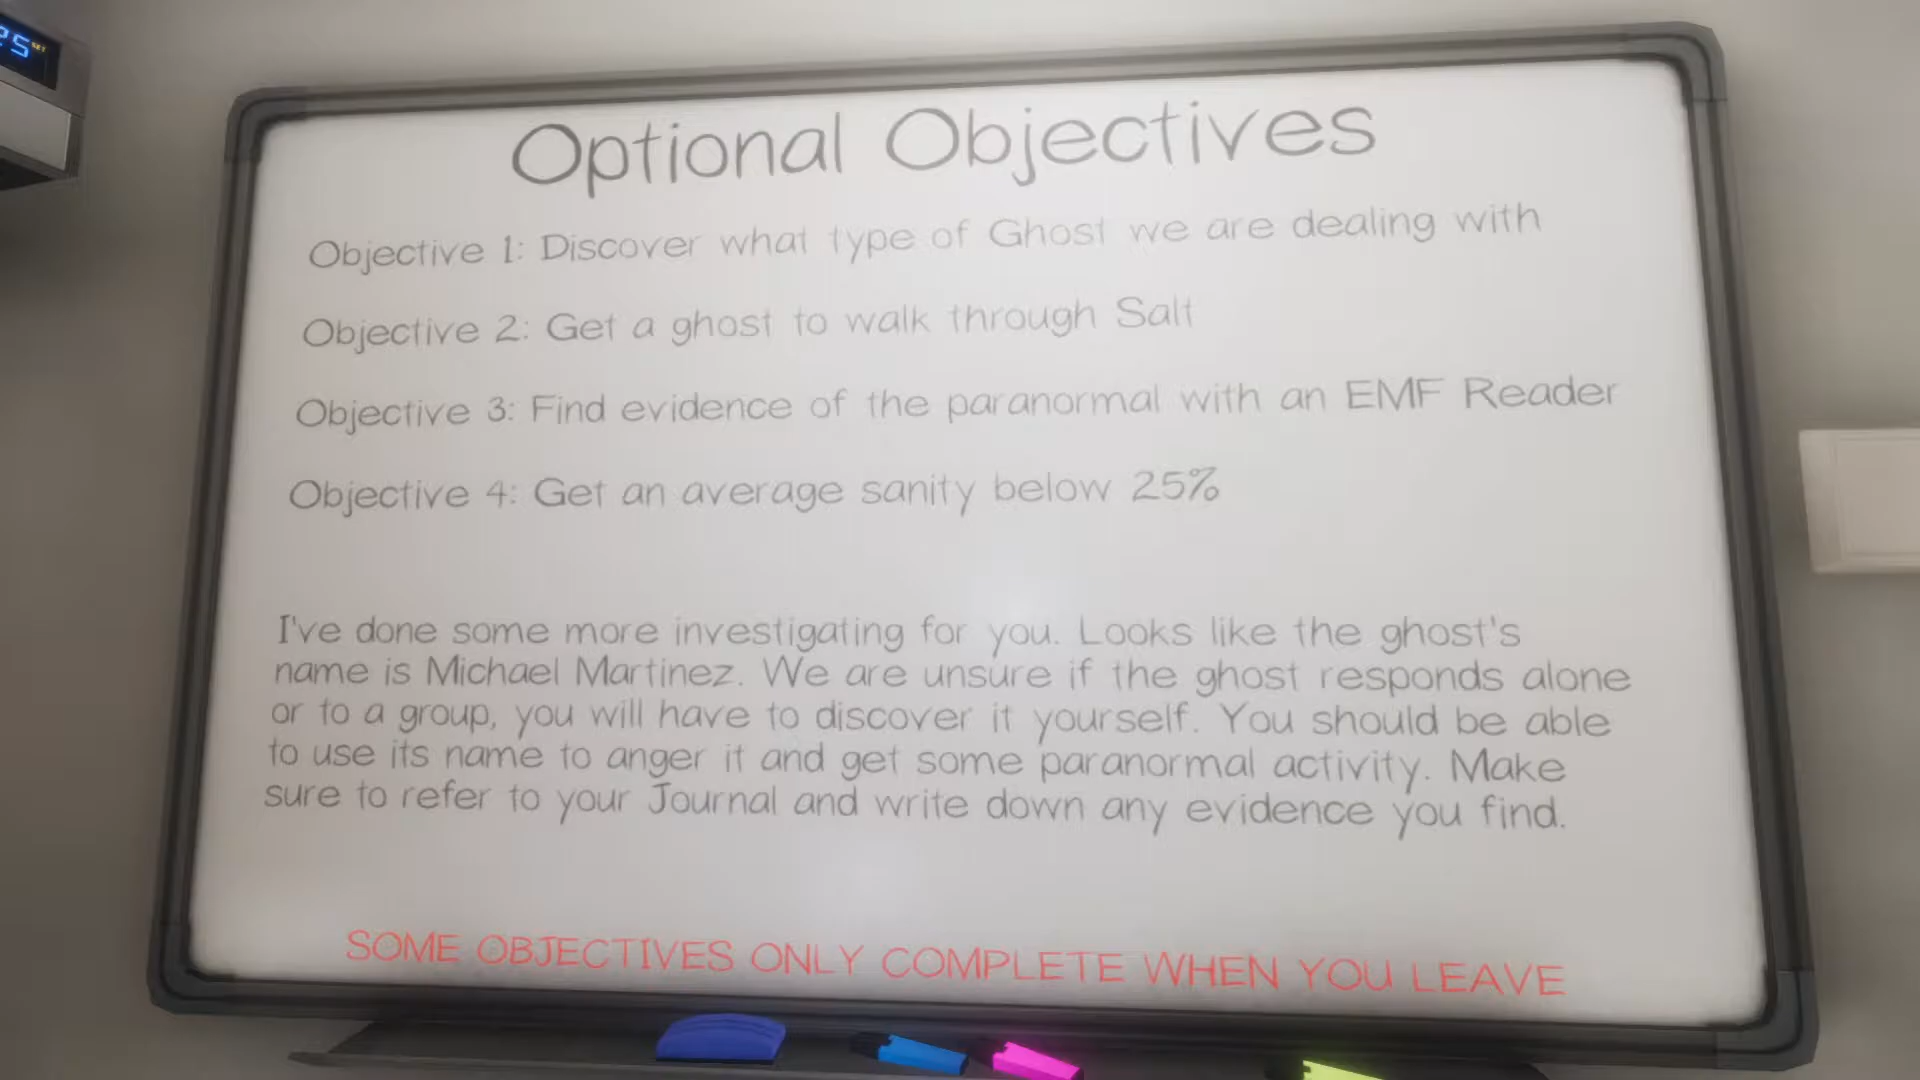 Optional Objectives
Objective 1: Discover what type of Ghost we are dealing with
Objective 2: Get a ghost to walk through Salt
Objective 3: Find evidence of the paranormal with an EMF Reader
Objective 4: Get an average sanity below 25%
I've done some more investigating for you. Looks like the ghost's
name is Michael Martinez. We are unsure if the ghost responds alone
or to a group, you will have to discover it yourself. You should be able
to use its name to anger it and get some paranormal activity. Make
sure to refer to your Journal and write down any evidence you find.
SOME OBJECTIVES ONLY COMPLETE WHEN YOU LEAVE